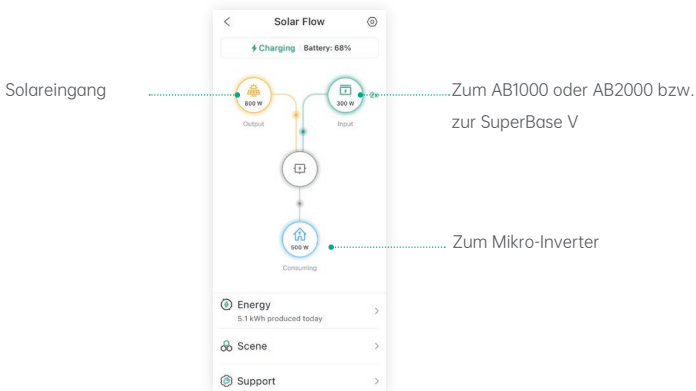 Solar Flow
Charging Battery: 68%
Solareingang
800 W
300 W
2x
Zum AB1000 oder AB2000 bzw.
zur SuperBase V
Output
Input
500 W
Zum Mikro-Inverter
Consuming
Energy
5.1 kWh produced today
Scene
Support